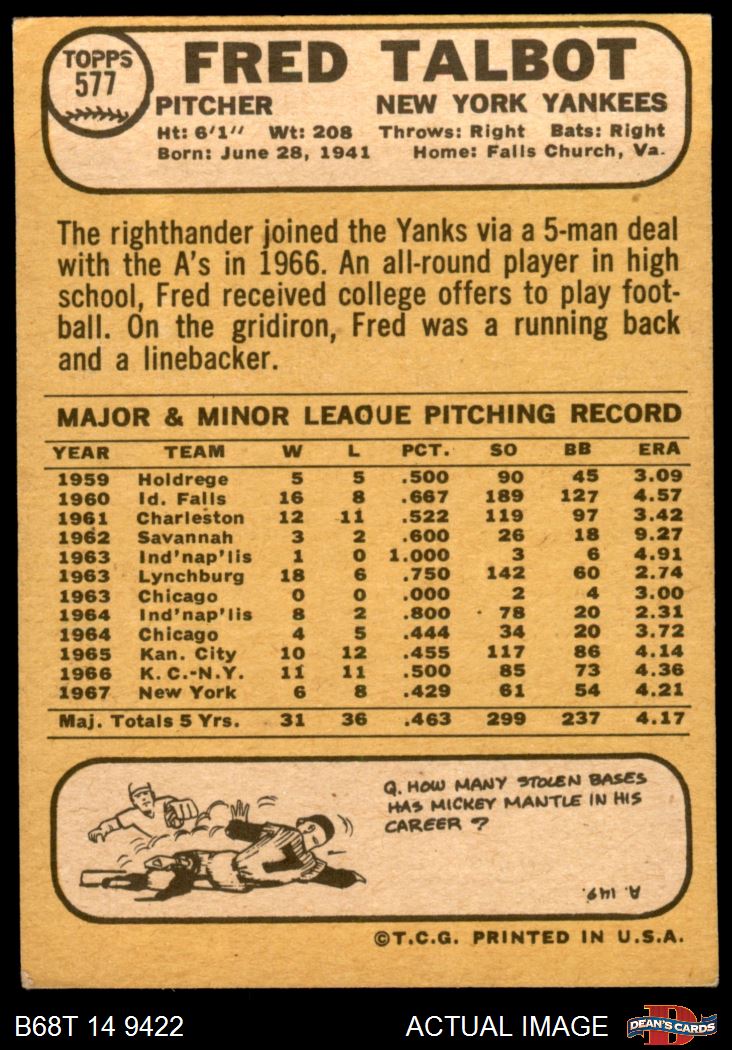 TOPPS
577
FRED TALBOT
PITCHER NEW YORK YANKEES
Ht: 6'1" Wt: 208 Throws: Right Bats: Right
Born: June 28, 1941 Home: Falls Church, Va.
The righthander joined the Yanks via a 5-man deal
with the A's in 1966. An all-round player in high
school, Fred received college offers to play foot-
ball. On the gridiron, Fred was a running back
and a linebacker.
MAJOR & MINOR LEAGUE PITCHING RECORD
YEAR TEAM W L PCT. SO BB ERA
1959 Holdrege 5 5 .500 90 45 3.09
1960 Id. Falls 16 8 .667 189 127 4.57
1961 Charleston 12 11 .522 119 97 3.42
1962 Savannah 3 2 .600 26 18 9.27
1963 Ind'nap'lis 1 0 1.000 3 6 4.91
1963 Lynchburg 18 6 .750 142 60 2.74
1963 Chicago 0 0 .000 2 4 3.00
1964 Ind'nap'lis 8 2 .800 78 20 2.31
1964 Chicago 4 5 .444 34 20 3.72
1965 Kan. City 10 12 .455 117 86 4.14
1966 K. C.-N.Y. 11 11 .500 85 73 4.36
1967 New York 6 8 .429 61 54 4.21
Maj. Totals 5 Yrs. 31 36 .463 299 237 4.17
Q. HOW MANY STOLEN BASES
HAS MICKEY MANTLE IN HIS
CAREER ?
A. 149.
©T.C.G. PRINTED IN U.S.A.
B68T 14 9422 ACTUAL IMAGE
D
DEAN'S CARDS